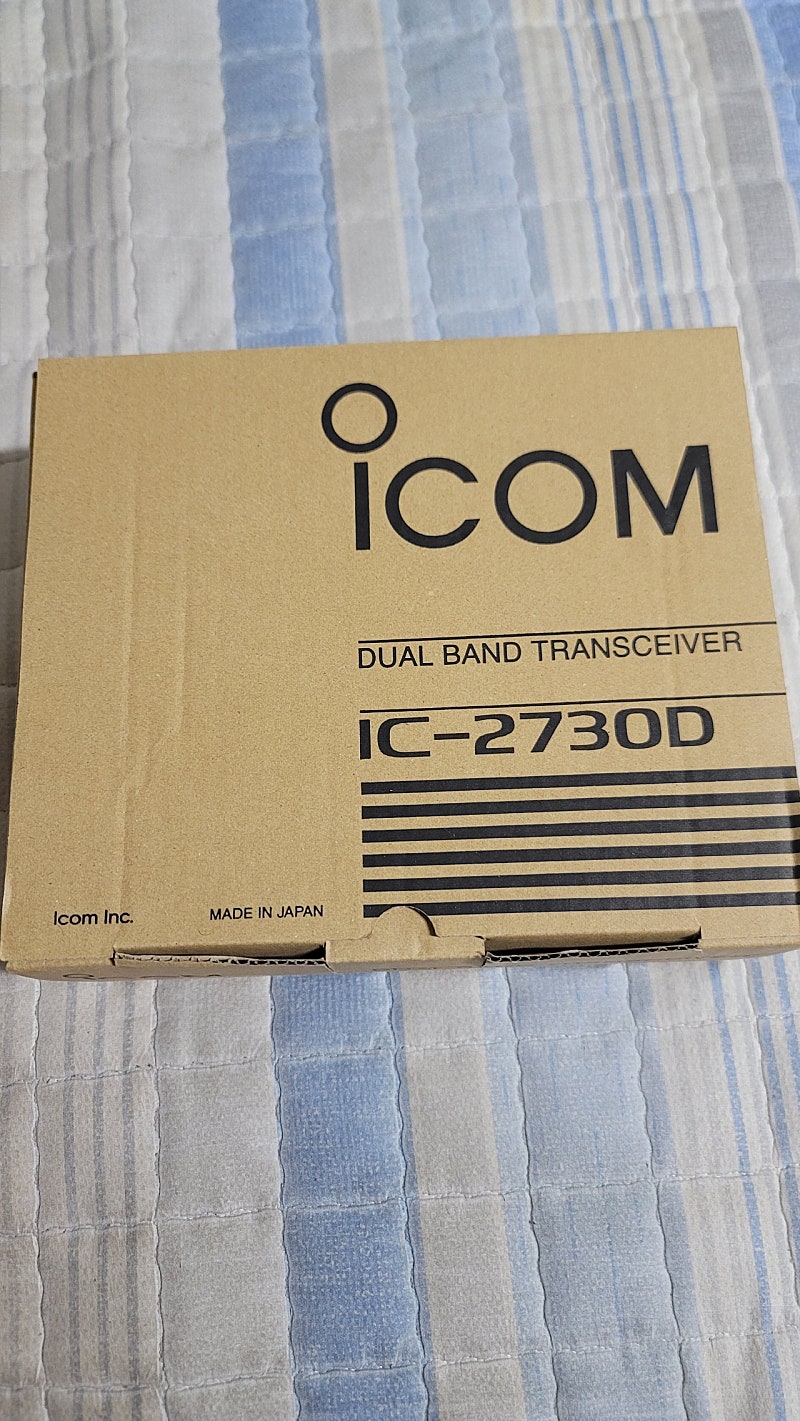 ICOM
DUAL BAND TRANSCEIVER
IC-2730D
Icom Inc.
MADE IN JAPAN